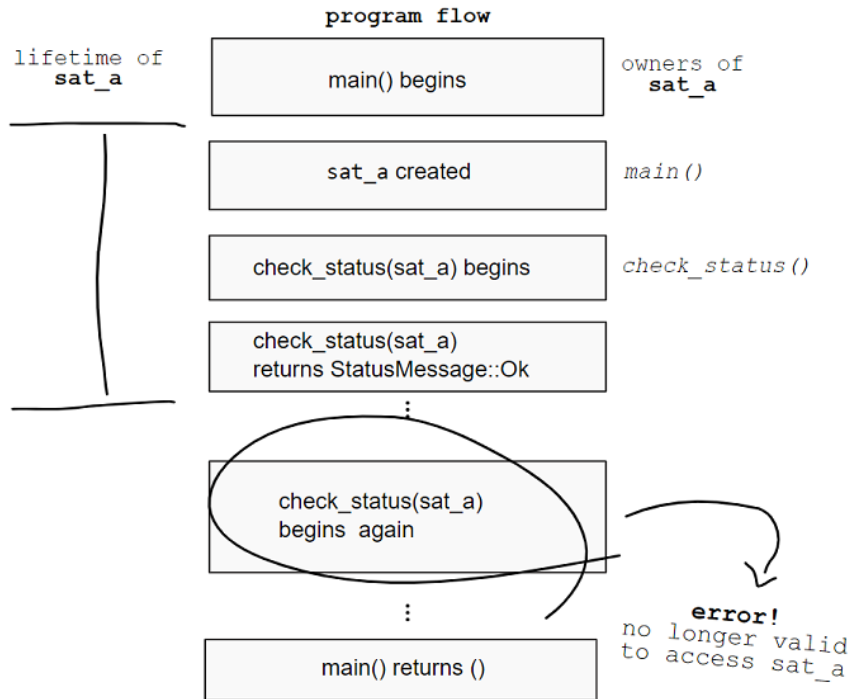 program flow
lifetime of
sat_a
main() begins
owners of
sat_a
sat_a created
main()
check_status(sat_a) begins
check_status()
check_status(sat_a)
returns StatusMessage::Ok
check_status(sat_a)
begins again
error!
no longer valid
to access sat_a
main() returns ()